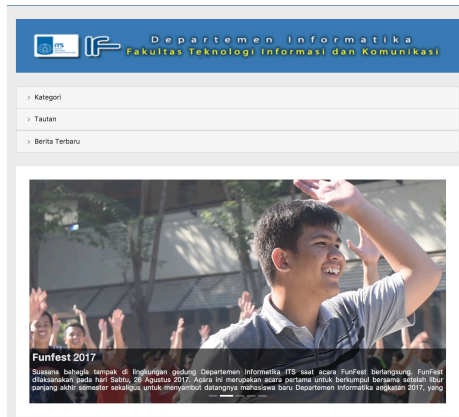 ITS
IF
Departemen Informatika
Fakultas Teknologi Informasi dan Komunikasi
> Kategori
> Tautan
> Berita Terbaru
Funfest 2017
Suasana bahagia tampak di lingkungan gedung Departemen Informatika ITS saat acara FunFest berlangsung. FunFest
dilaksanakan pada hari Sabtu, 26 Agustus 2017. Acara ini merupakan acara pertama untuk berkumpul bersama setelah libur
panjang akhir semester sekaligus untuk menyambut datangnya mahasiswa baru Departemen Informatika angkatan 2017, yang